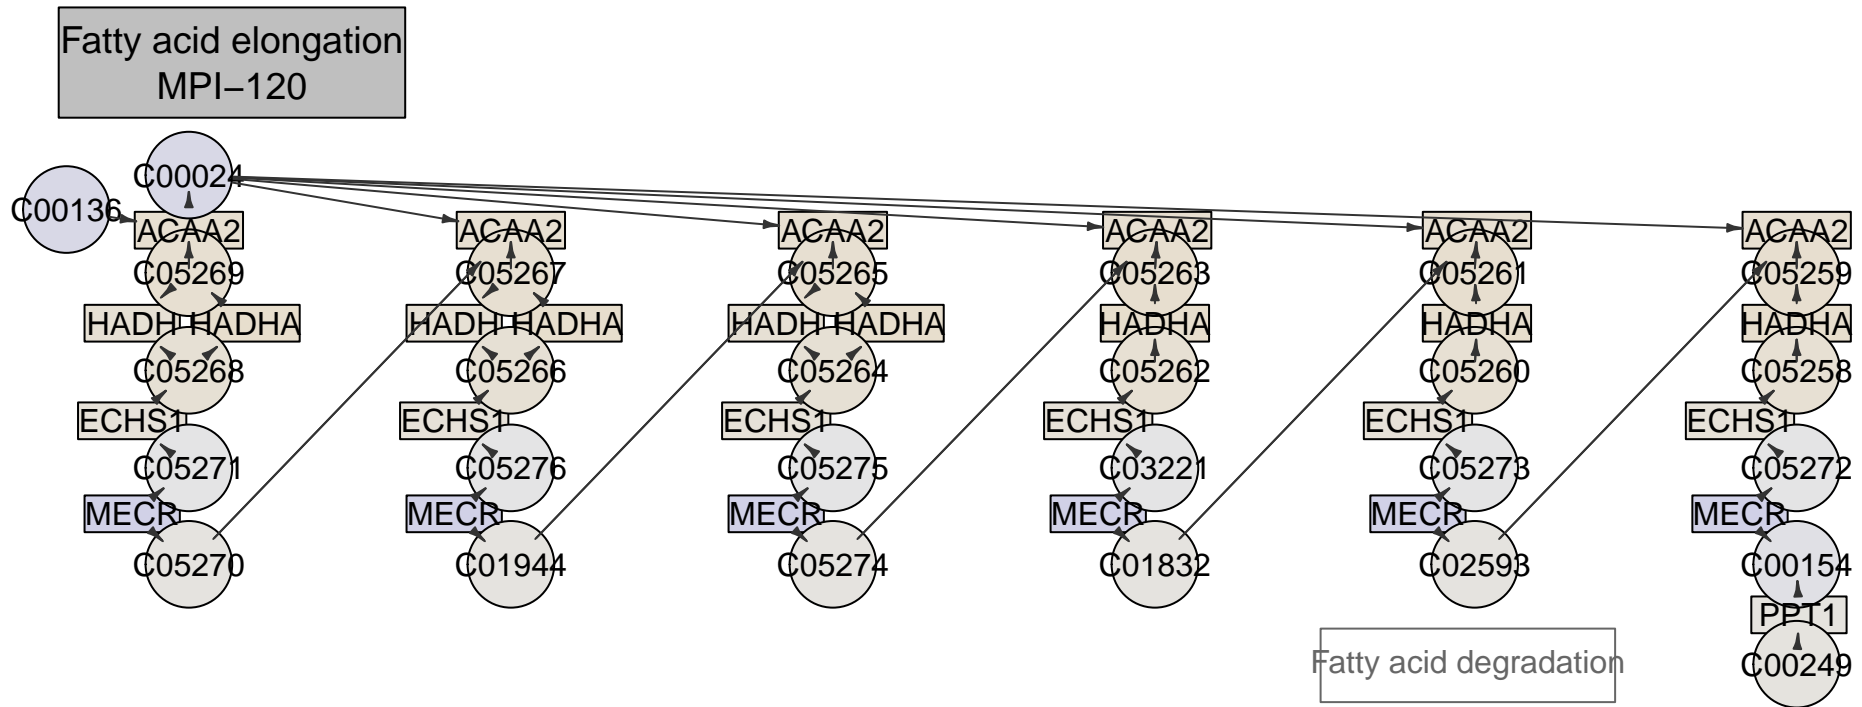 Fatty acid elongation
MPI−120
C00024
C00136
ACAA2 ACAA2 ACAA2 ACAA2 ACAA2 ACAA2
C05269 C05267 C05265 C05263 C05261 C05259
HADH HADHA HADH HADHA HADH HADHA HADHA HADHA HADHA
C05268 C05266 C05264 C05262 C05260 C05258
ECHS1 ECHS1 ECHS1 ECHS1 ECHS1 ECHS1
C05271 C05276 C05275 C03221 C05273 C05272
MECR MECR MECR MECR MECR MECR
C05270 C01944 C05274 C01832 C02593 C00154
PPT1
Fatty acid degradation C00249